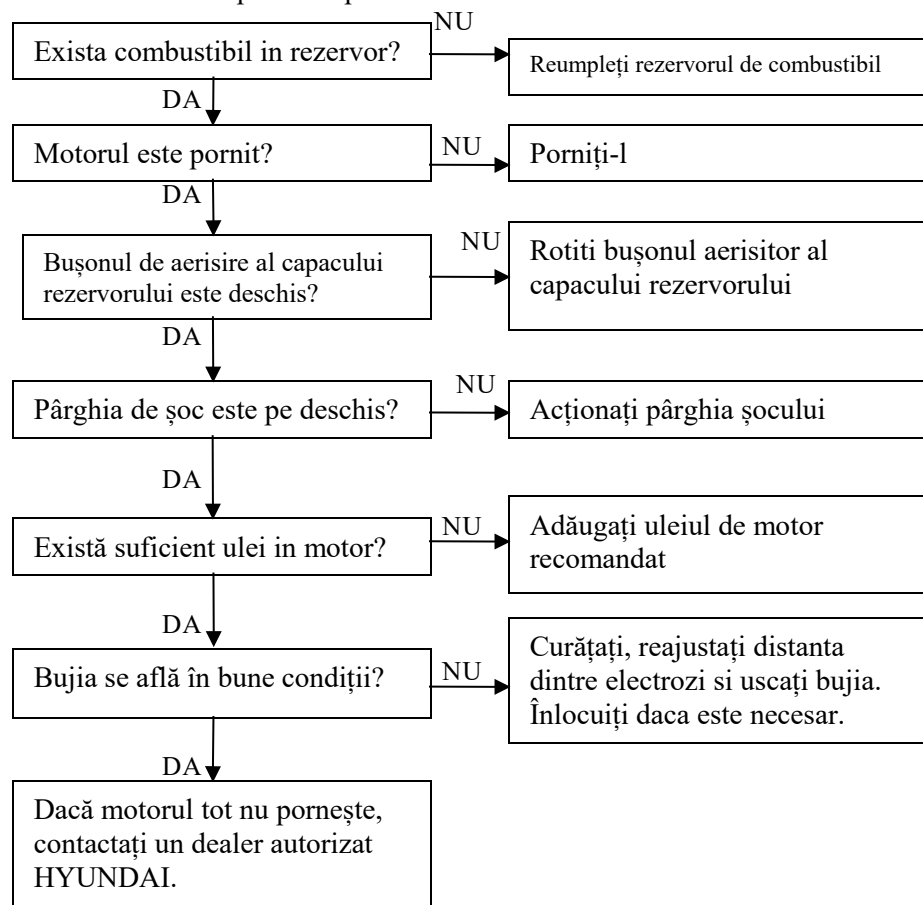 NU
Exista combustibil in rezervor?
Reumpleți rezervorul de combustibil
DA
Motorul este pornit?
NU
Porniți-l
DA
Bușonul de aerisire al capacului
rezervorului este deschis?
NU
Rotiti bușonul aerisitor al
capacului rezervorului
DA
Pârghia de șoc este pe deschis?
NU
Acționați pârghia șocului
DA
Există suficient ulei in motor?
NU
Adăugați uleiul de motor
recomandat
DA
Bujia se află în bune condiții?
NU
Curățați, reajustați distanta
dintre electrozi si uscați bujia.
Înlocuiți daca este necesar.
DA
Dacă motorul tot nu pornește,
contactați un dealer autorizat
HYUNDAI.